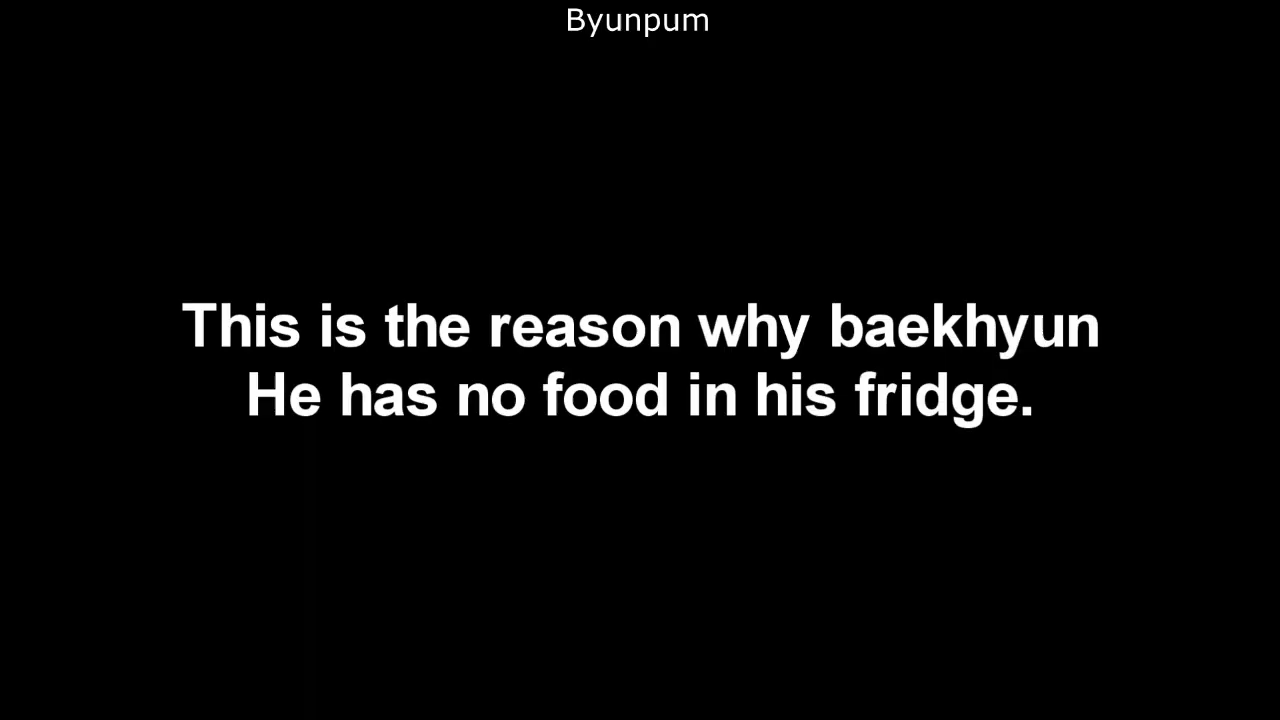 Byunpum
This is the reason why baekhyun
He has no food in his fridge.